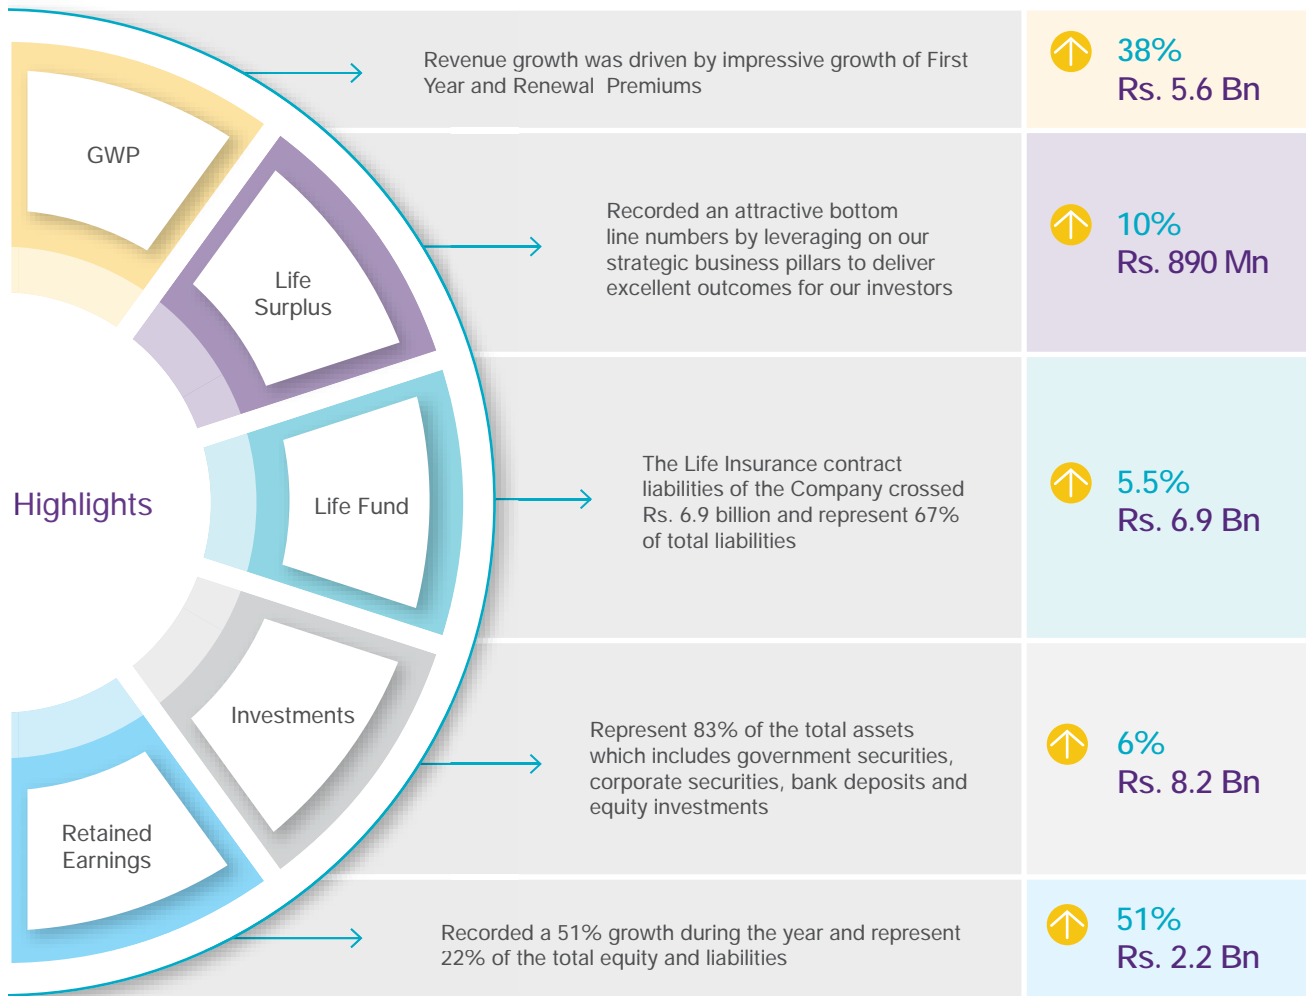 Highlights
GWP
Revenue growth was driven by impressive growth of First
Year and Renewal Premiums
38%
Rs. 5.6 Bn
Life
Surplus
Recorded an attractive bottom
line numbers by leveraging on our
strategic business pillars to deliver
excellent outcomes for our investors
10%
Rs. 890 Mn
Life Fund
The Life Insurance contract
liabilities of the Company crossed
Rs. 6.9 billion and represent 67%
of total liabilities
5.5%
Rs. 6.9 Bn
Investments
Represent 83% of the total assets
which includes government securities,
corporate securities, bank deposits and
equity investments
6%
Rs. 8.2 Bn
Retained
Earnings
Recorded a 51% growth during the year and represent
22% of the total equity and liabilities
51%
Rs. 2.2 Bn